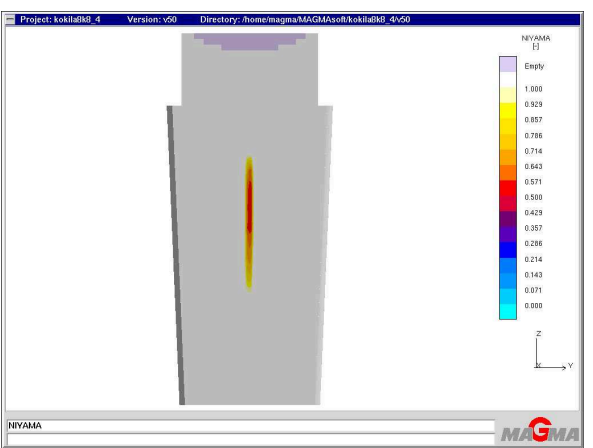 Project: kokila8k8_4 Version: v50 Directory: /home/magma/MAGMAsoft/kokila8k8_4/v50
NIYAMA
[-]
Empty
1.000
0.929
0.857
0.786
0.714
0.643
0.571
0.500
0.429
0.357
0.286
0.214
0.143
0.071
0.000
Z
X
Y
NIYAMA
MAGMA